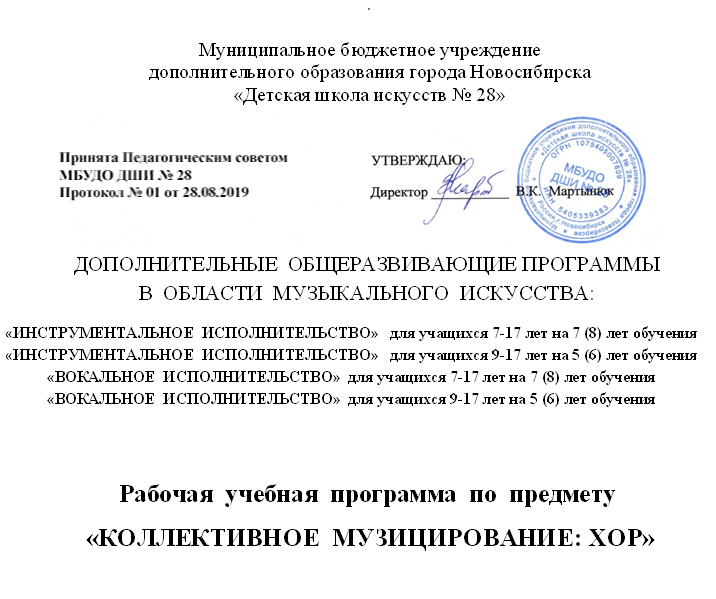 Муниципальное бюджетное учреждение
дополнительного образования города Новосибирска
«Детская школа искусств № 28»
Принята Педагогическим советом
МБУДО ДШИ № 28
Протокол № 01 от 28.08.2019
УТВЕРЖДАЮ:
Директор ___________ В.К. Мартынюк
МБУДО
ДШИ № 28
ДОПОЛНИТЕЛЬНЫЕ ОБЩЕРАЗВИВАЮЩИЕ ПРОГРАММЫ
В ОБЛАСТИ МУЗЫКАЛЬНОГО ИСКУССТВА:
«ИНСТРУМЕНТАЛЬНОЕ ИСПОЛНИТЕЛЬСТВО» для учащихся 7-17 лет на 7 (8) лет обучения
«ИНСТРУМЕНТАЛЬНОЕ ИСПОЛНИТЕЛЬСТВО» для учащихся 9-17 лет на 5 (6) лет обучения
«ВОКАЛЬНОЕ ИСПОЛНИТЕЛЬСТВО» для учащихся 7-17 лет на 7 (8) лет обучения
«ВОКАЛЬНОЕ ИСПОЛНИТЕЛЬСТВО» для учащихся 9-17 лет на 5 (6) лет обучения
Рабочая учебная программа по предмету
«КОЛЛЕКТИВНОЕ МУЗИЦИРОВАНИЕ: ХОР»